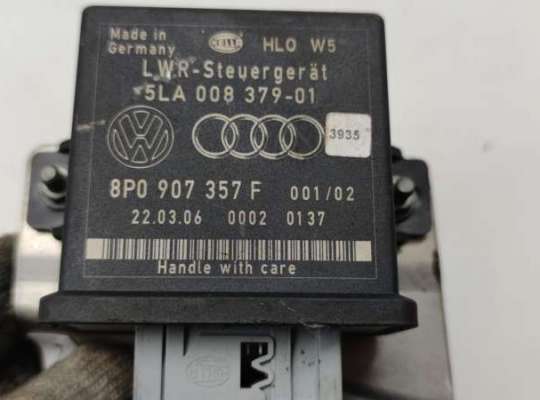 Made in
Germany
HELLA HLO W5
LWR-Steuergerät
5LA 008 379-01
3935
8P0 907 357 F 001/02
22.03.06 0002 0137
Handle with care